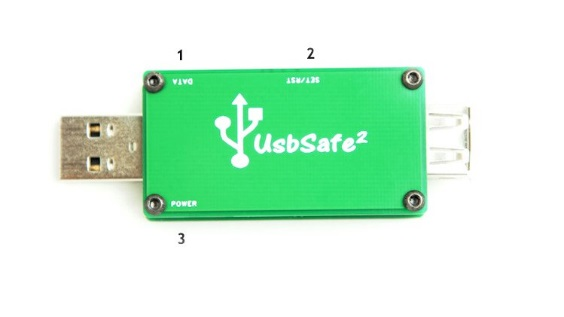 1
2
DATA
SET/RST
UsbSafe²
POWER
3